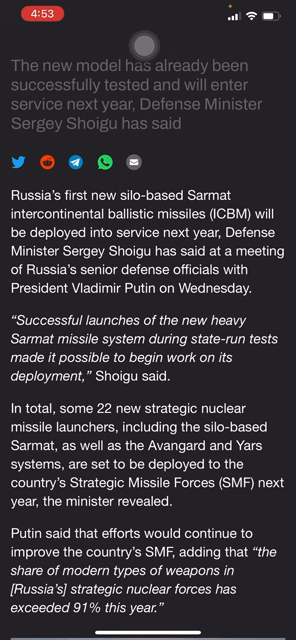 4:53
The new model has already been
successfully tested and will enter
service next year, Defense Minister
Sergey Shoigu has said
Russia’s first new silo-based Sarmat
intercontinental ballistic missiles (ICBM) will
be deployed into service next year, Defense
Minister Sergey Shoigu has said at a meeting
of Russia’s senior defense officials with
President Vladimir Putin on Wednesday.
“Successful launches of the new heavy
Sarmat missile system during state-run tests
made it possible to begin work on its
deployment,” Shoigu said.
In total, some 22 new strategic nuclear
missile launchers, including the silo-based
Sarmat, as well as the Avangard and Yars
systems, are set to be deployed to the
country’s Strategic Missile Forces (SMF) next
year, the minister revealed.
Putin said that efforts would continue to
improve the country’s SMF, adding that “the
share of modern types of weapons in
[Russia’s] strategic nuclear forces has
exceeded 91% this year.”